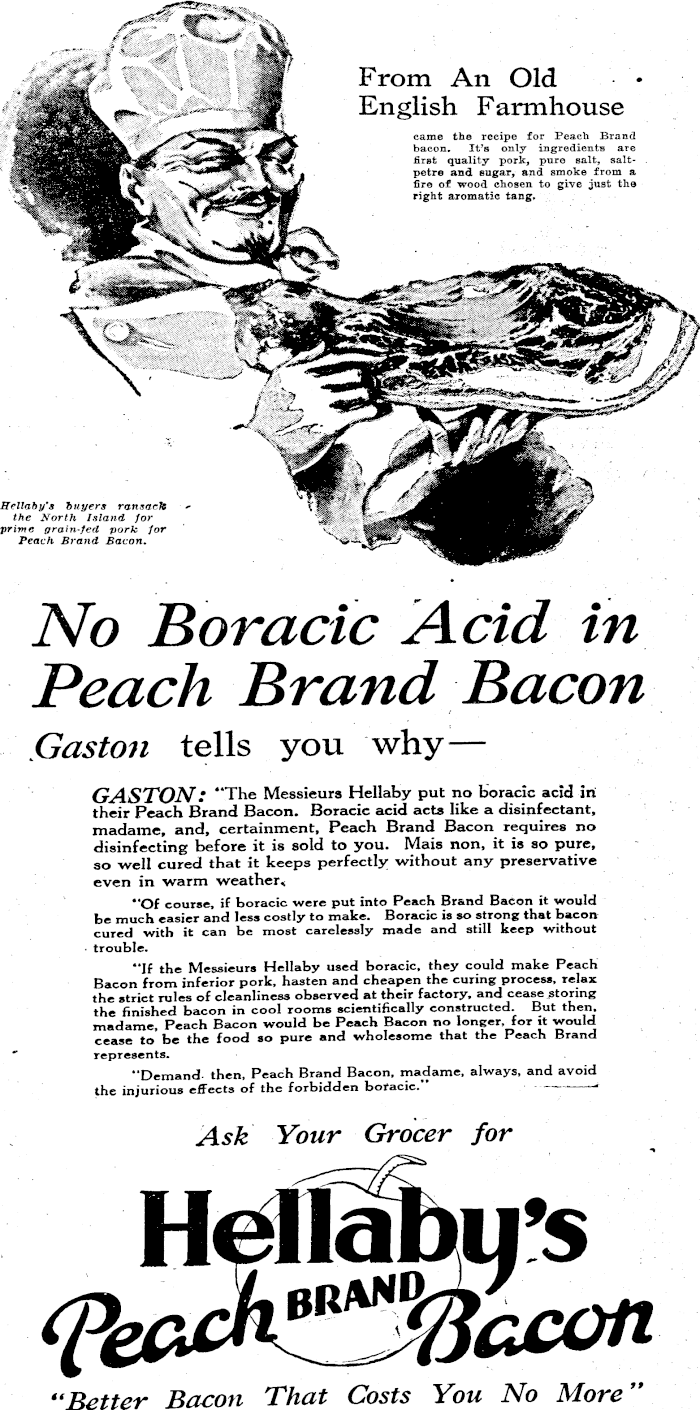 From An Old
English Farmhouse
came the recipe for Peach Brand
bacon. It's only ingredients are
first quality pork, pure salt, salt-
petre and sugar, and smoke from a
fire of wood chosen to give just the
right aromatic tang.
Hellaby's buyers ransack
the North Island for
prime grain-fed pork for
Peach Brand Bacon.
No Boracic Acid in
Peach Brand Bacon
Gaston tells you why—
GASTON: "The Messieurs Hellaby put no boracic acid in
their Peach Brand Bacon. Boracic acid acts like a disinfectant,
madame, and, certainment, Peach Brand Bacon requires no
disinfecting before it is sold to you. Mais non, it is so pure,
so well cured that it keeps perfectly without any preservative
even in warm weather.
"Of course, if boracic were put into Peach Brand Bacon it would
be much easier and less costly to make. Boracic is so strong that bacon
cured with it can be most carelessly made and still keep without
trouble.
"If the Messieurs Hellaby used boracic, they could make Peach
Bacon from inferior pork, hasten and cheapen the curing process, relax
the strict rules of cleanliness observed at their factory, and cease storing
the finished bacon in cool rooms scientifically constructed. But then,
madame, Peach Bacon would be Peach Bacon no longer, for it would
cease to be the food so pure and wholesome that the Peach Brand
represents.
"Demand then, Peach Brand Bacon, madame, always, and avoid
the injurious effects of the forbidden boracic."
Ask Your Grocer for
Hellaby's
Peach BRAND Bacon
"Better Bacon That Costs You No More"